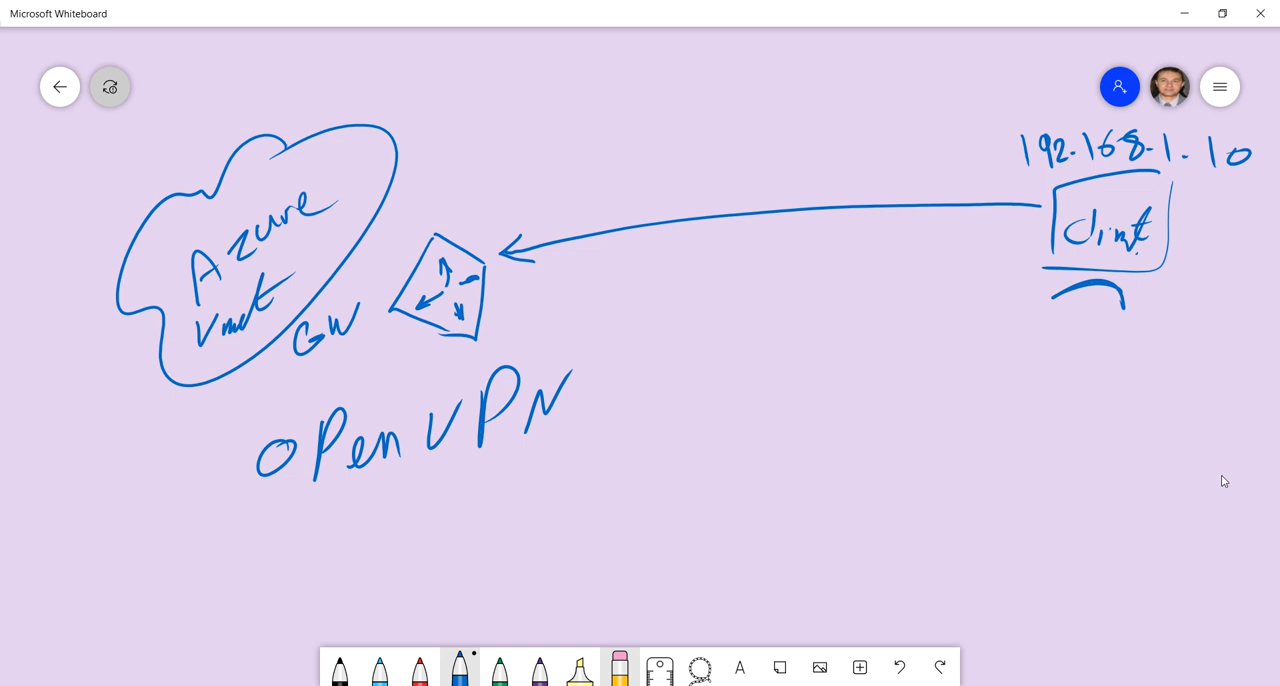 Microsoft Whiteboard
192.168.1.10
Client
Azure
Vnet
GW
OPenVPN
A